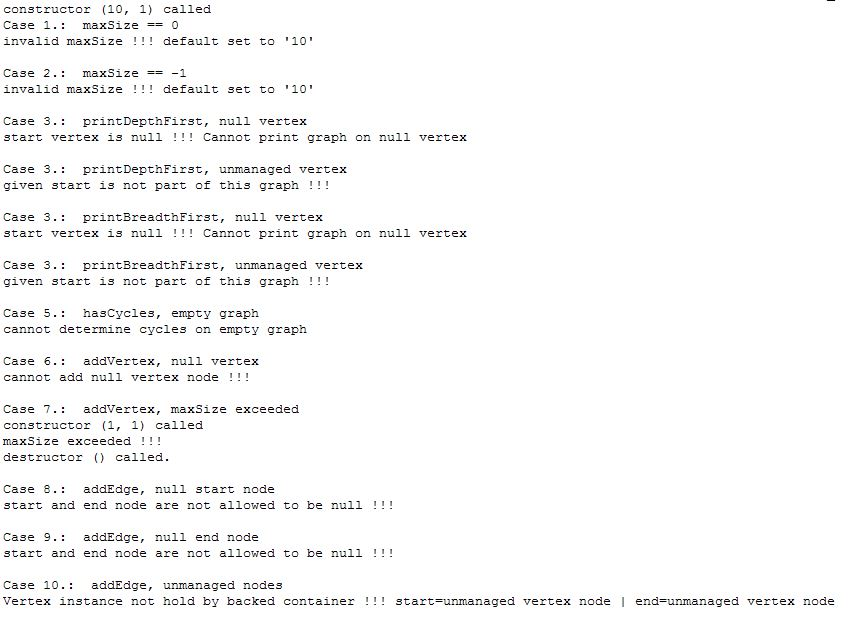 constructor (10, 1) called
Case 1.:  maxSize == 0
invalid maxSize !!! default set to '10'
Case 2.:  maxSize == -1
invalid maxSize !!! default set to '10'
Case 3.:  printDepthFirst, null vertex
start vertex is null !!! Cannot print graph on null vertex
Case 3.:  printDepthFirst, unmanaged vertex
given start is not part of this graph !!!
Case 3.:  printBreadthFirst, null vertex
start vertex is null !!! Cannot print graph on null vertex
Case 3.:  printBreadthFirst, unmanaged vertex
given start is not part of this graph !!!
Case 5.:  hasCycles, empty graph
cannot determine cycles on empty graph
Case 6.:  addVertex, null vertex
cannot add null vertex node !!!
Case 7.:  addVertex, maxSize exceeded
constructor (1, 1) called
maxSize exceeded !!!
destructor () called.
Case 8.:  addEdge, null start node
start and end node are not allowed to be null !!!
Case 9.:  addEdge, null end node
start and end node are not allowed to be null !!!
Case 10.:  addEdge, unmanaged nodes
Vertex instance not hold by backed container !!! start=unmanaged vertex node | end=unmanaged vertex node